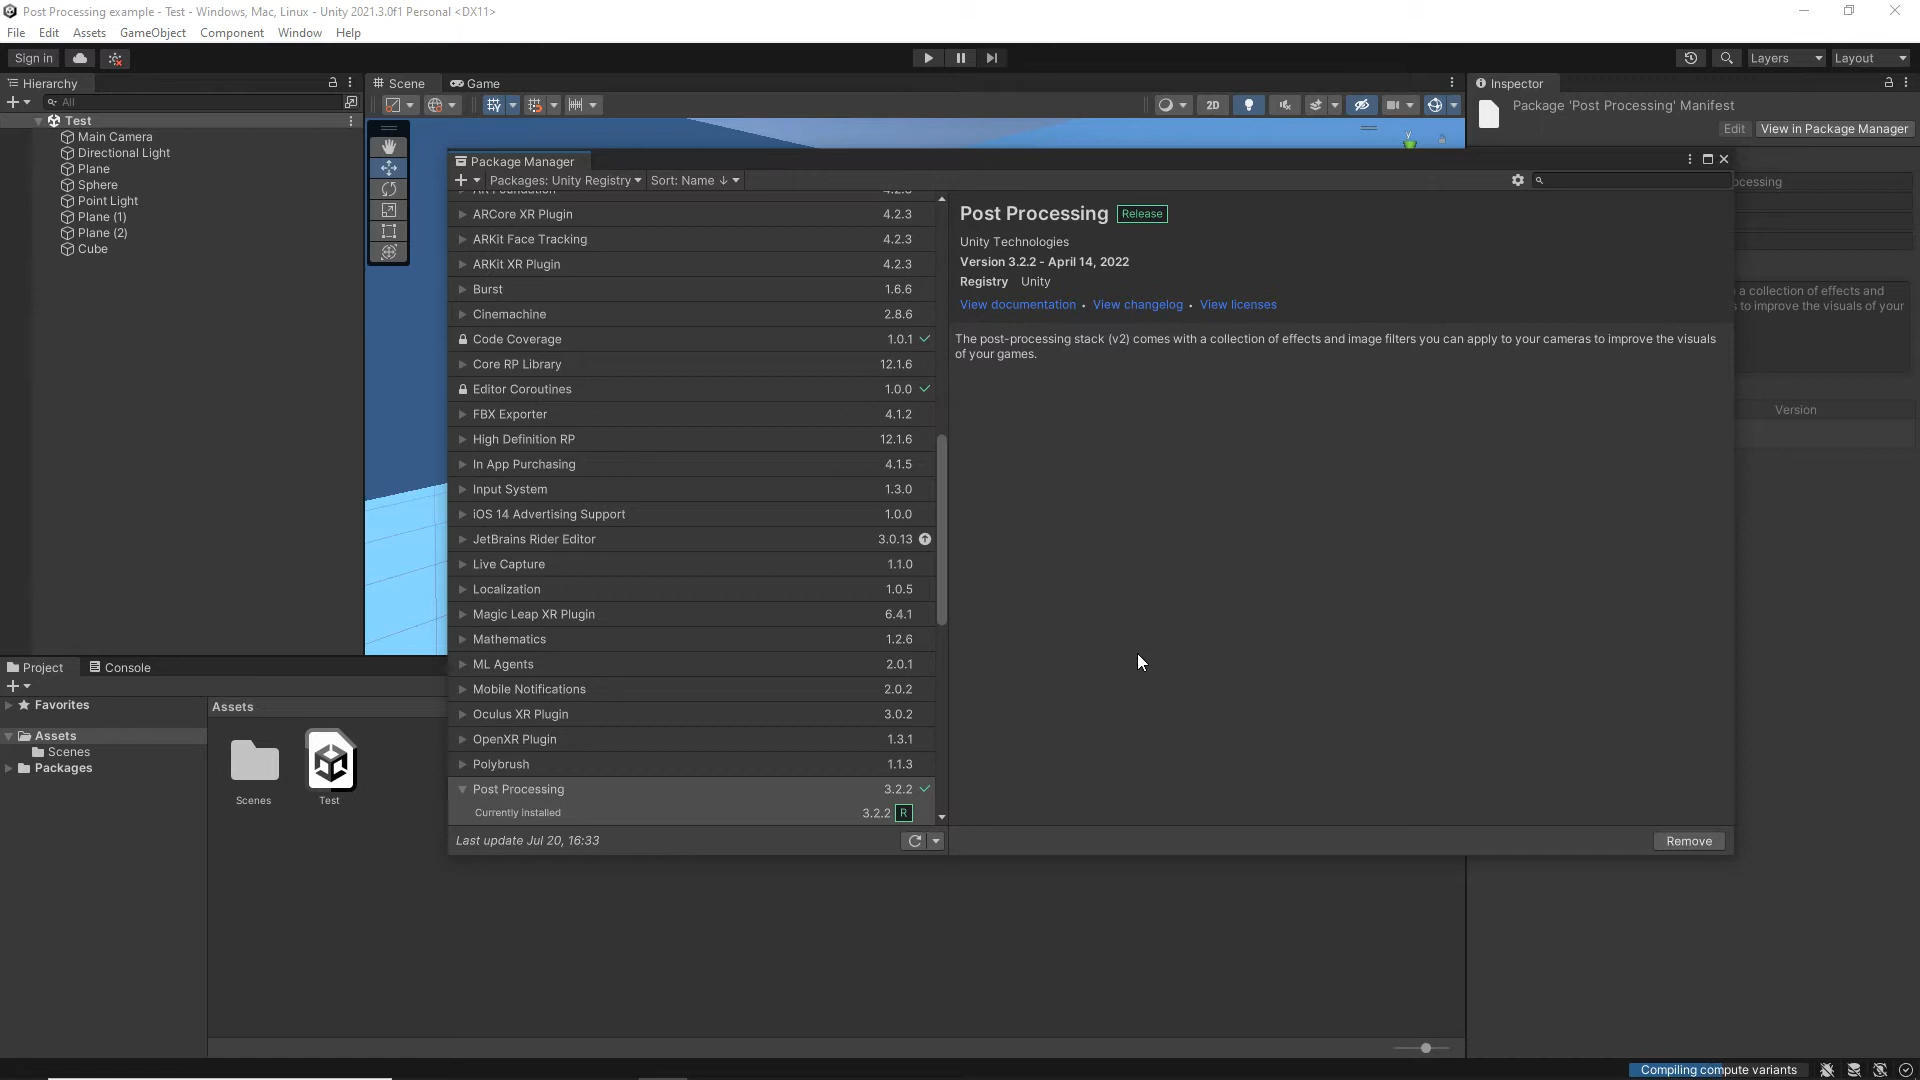 Post Processing example - Test - Windows, Mac, Linux - Unity 2021.3.0f1 Personal <DX11>
File Edit Assets GameObject Component Window Help
Sign in
Layers
Layout
Hierarchy
All
Test
Main Camera
Directional Light
Plane
Sphere
Point Light
Plane (1)
Plane (2)
Cube
Scene
Game
2D
y
Inspector
Package 'Post Processing' Manifest
Edit
View in Package Manager
ocessing
a collection of effects and
s to improve the visuals of your
Version
Package Manager
Packages: Unity Registry
Sort: Name ↓
ARCore XR Plugin 4.2.3
ARKit Face Tracking 4.2.3
ARKit XR Plugin 4.2.3
Burst 1.6.6
Cinemachine 2.8.6
Code Coverage 1.0.1
Core RP Library 12.1.6
Editor Coroutines 1.0.0
FBX Exporter 4.1.2
High Definition RP 12.1.6
In App Purchasing 4.1.5
Input System 1.3.0
iOS 14 Advertising Support 1.0.0
JetBrains Rider Editor 3.0.13
Live Capture 1.1.0
Localization 1.0.5
Magic Leap XR Plugin 6.4.1
Mathematics 1.2.6
ML Agents 2.0.1
Mobile Notifications 2.0.2
Oculus XR Plugin 3.0.2
OpenXR Plugin 1.3.1
Polybrush 1.1.3
Post Processing 3.2.2
Currently installed 3.2.2 R
Last update Jul 20, 16:33
Post Processing Release
Unity Technologies
Version 3.2.2 - April 14, 2022
Registry Unity
View documentation • View changelog • View licenses
The post-processing stack (v2) comes with a collection of effects and image filters you can apply to your cameras to improve the visuals
of your games.
Remove
Project
Console
Favorites
Assets
Scenes
Packages
Assets
Scenes
Test
Compiling compute variants